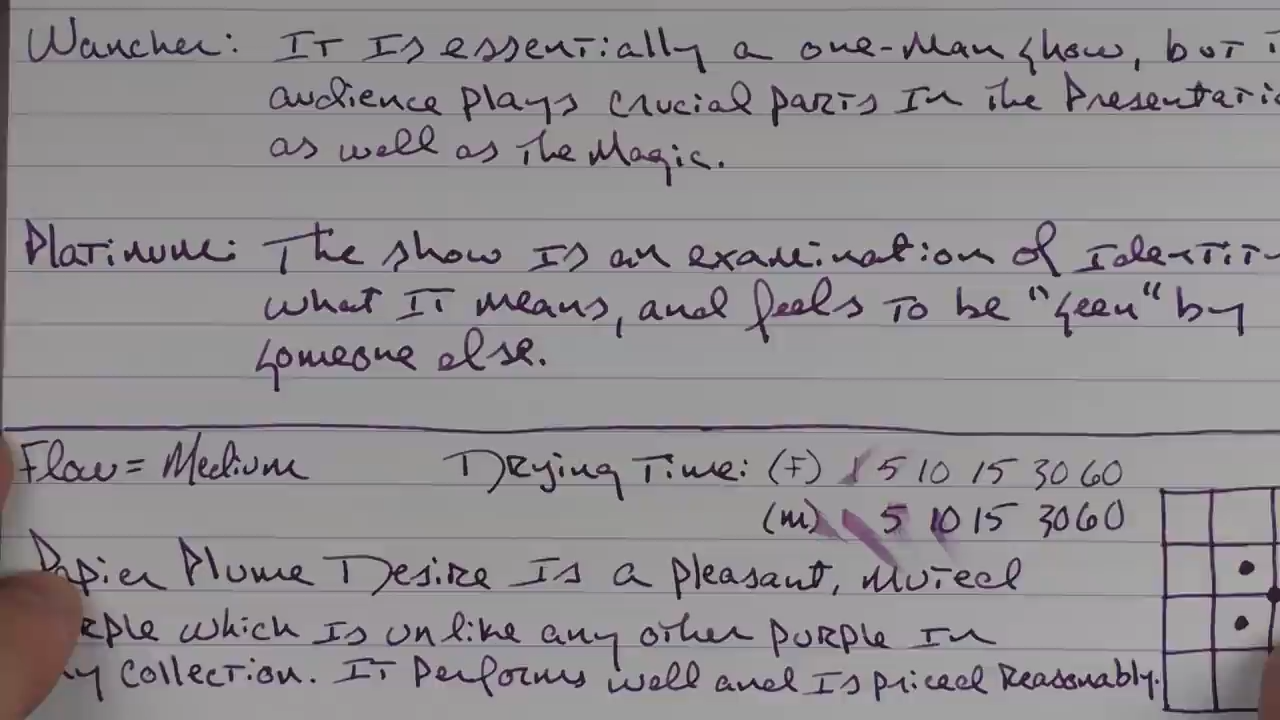 Wancher: It Is essentially a one-Man show, but
audience plays crucial parts In the Presentatio
as well as the Magic.
Platinum: The show Is an examination of Identit
what It means, and feels to be "seen" by
someone else.
Flow = Medium Drying Time: (F) 1 5 10 15 30 60
(m) 1 5 10 15 30 60
Papier Plume Desire Is a pleasant, Muted
rple which Is unlike any other purple In
y collection. It Performs well and Is priced Reasonably.